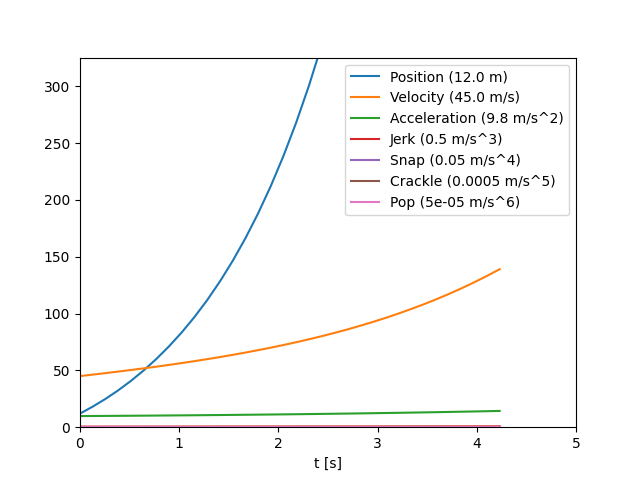 300
250
200
150
100
50
0
0 1 2 3 4 5
t [s]
Position (12.0 m)
Velocity (45.0 m/s)
Acceleration (9.8 m/s^2)
Jerk (0.5 m/s^3)
Snap (0.05 m/s^4)
Crackle (0.0005 m/s^5)
Pop (5e-05 m/s^6)